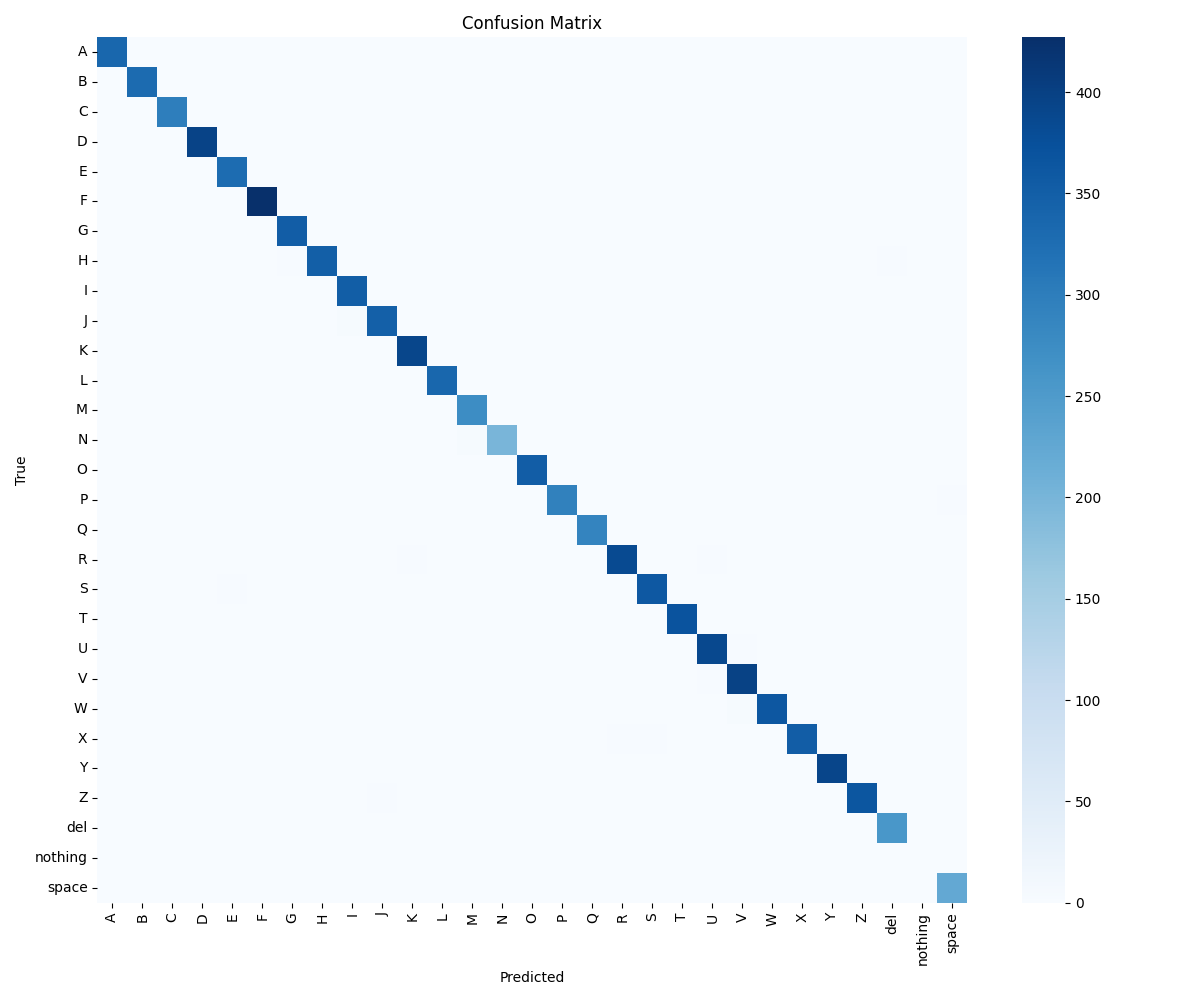 Confusion Matrix
A
B
C
D
E
F
G
H
I
J
K
L
M
N
O
P
Q
R
S
T
U
V
W
X
Y
Z
del
nothing
space
True
A B C D E F G H I J K L M N O P Q R S T U V W X Y Z del nothing space
Predicted
400
350
300
250
200
150
100
50
0